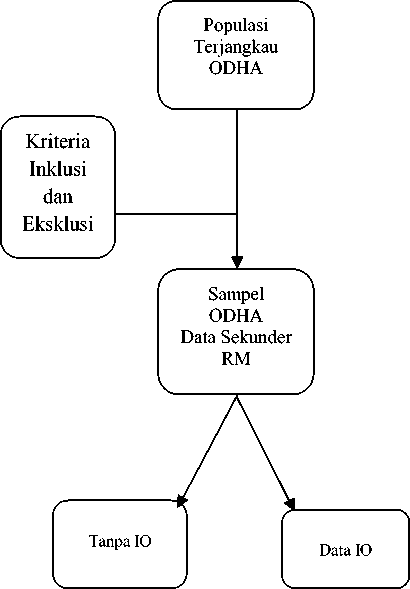 Populasi
Terjangkau
ODHA
Kriteria
Inklusi
dan
Eksklusi
Sampel
ODHA
Data Sekunder
RM
Tanpa IO
Data IO